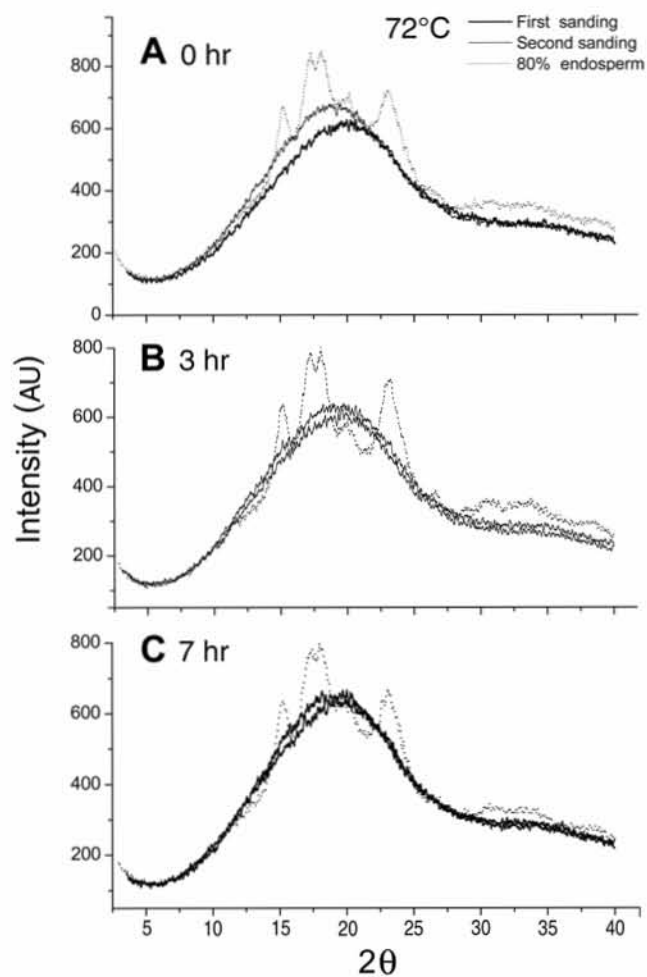 A 0 hr
72°C
First sanding
Second sanding
80% endosperm
800
600
400
200
0
B 3 hr
800
600
400
200
Intensity (AU)
C 7 hr
800
600
400
200
5 10 15 20 25 30 35 40
2θ